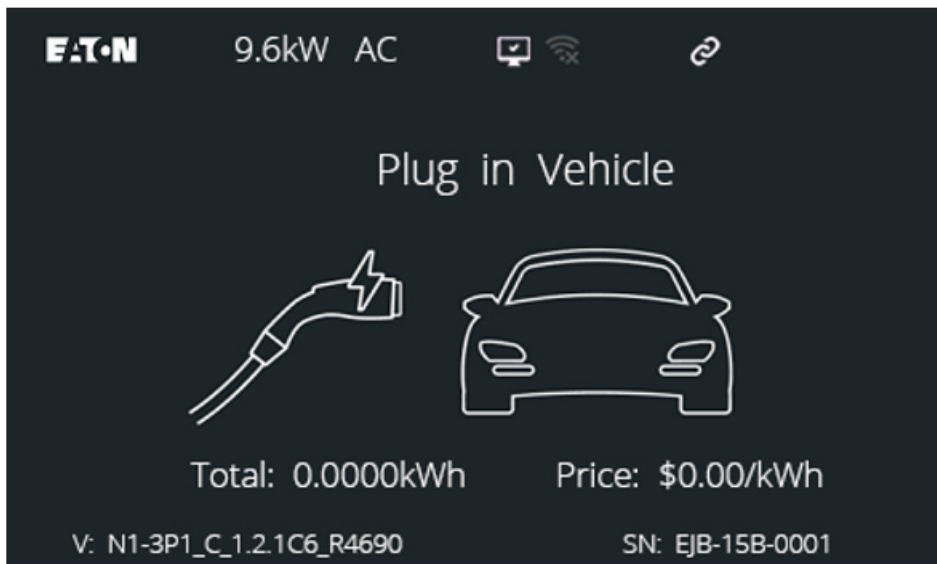 EATON 9.6kW AC
Plug in Vehicle
Total: 0.0000kWh Price: $0.00/kWh
V: N1-3P1_C_1.2.1C6_R4690 SN: EJB-15B-0001